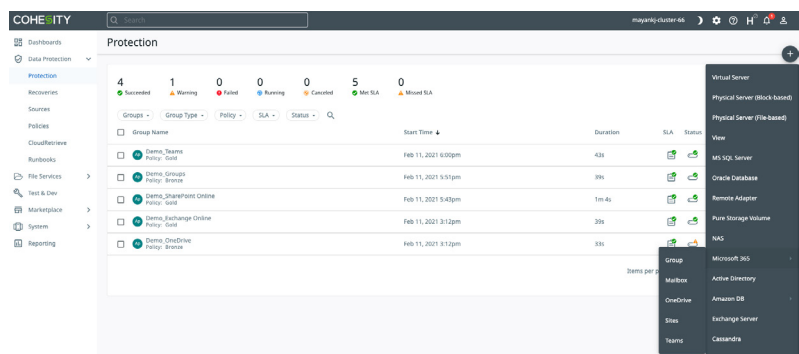 COHESITY
Search
mayankj-cluster-66
Dashboards
Data Protection
Protection
Recoveries
Sources
Policies
CloudRetrieve
Runbooks
File Services
Test & Dev
Marketplace
System
Reporting
Protection
4 1 0 0 0 5 0
Succeeded Warning Failed Running Canceled Met SLA Missed SLA
Groups Group Type Policy SLA Status
Group Name Start Time Duration SLA Status
Demo_Teams Feb 11, 2021 6:00pm 43s
Policy: Gold
Demo_Groups Feb 11, 2021 5:51pm 39s
Policy: Bronze
Demo_SharePoint Online Feb 11, 2021 5:43pm 1m 4s
Policy: Gold
Demo_Exchange Online Feb 11, 2021 3:12pm 39s
Policy: Gold
Demo_OneDrive Feb 11, 2021 3:12pm 33s
Policy: Bronze
Items per p
Group
Mailbox
OneDrive
Sites
Teams
Virtual Server
Physical Server (Block-based)
Physical Server (File-based)
View
MS SQL Server
Oracle Database
Remote Adapter
Pure Storage Volume
NAS
Microsoft 365
Active Directory
Amazon DB
Exchange Server
Cassandra